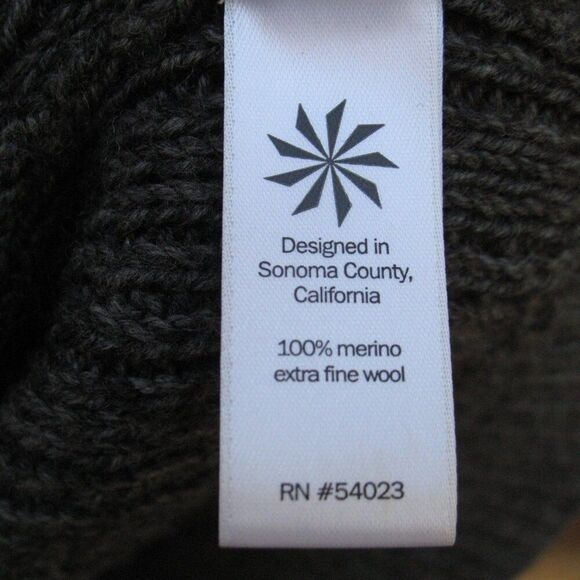 Designed in
Sonoma County,
California
100% merino
extra fine wool
RN #54023